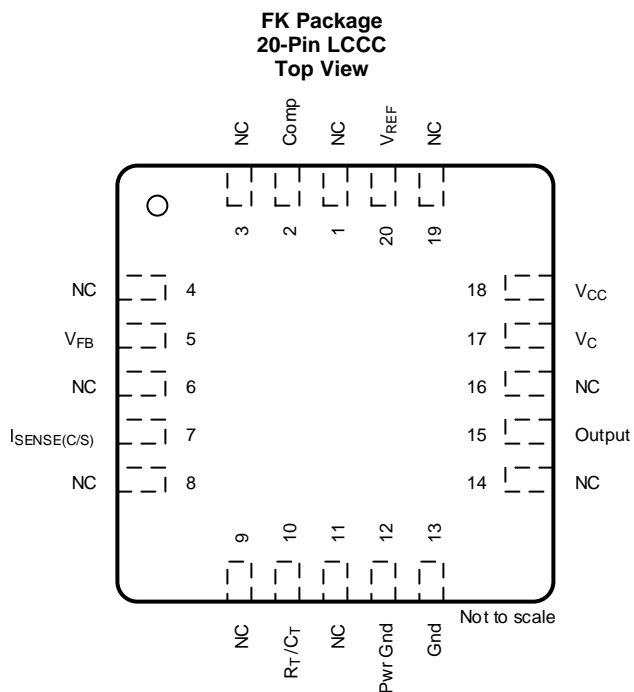 FK Package
20-Pin LCCC
Top View
NC
Comp
NC
VREF
NC
3
2
1
20
19
NC 4
VFB 5
NC 6
ISENSE(C/S) 7
NC 8
18 VCC
17 VC
16 NC
15 Output
14 NC
9
10
11
12
13
NC
RT/CT
NC
Pwr Gnd
Gnd
Not to scale